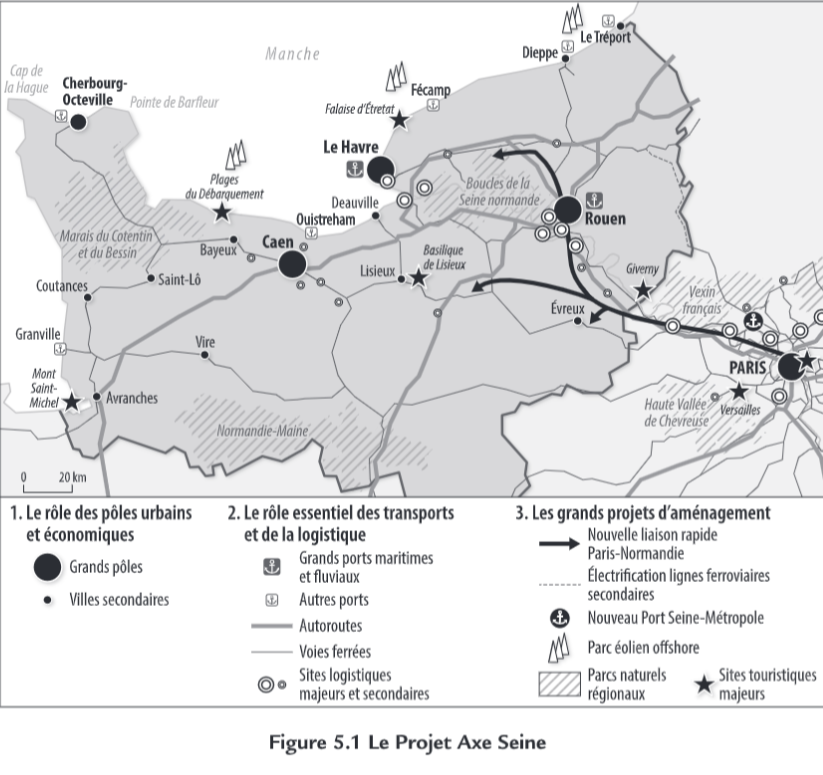 Manche
Le Tréport
Dieppe
Cap de
la Hague
Cherbourg-
Octeville
Pointe de Barfleur
Fécamp
Falaise d'Étretat
Le Havre
Plages
du Débarquement
Boucles de la
Seine normande
Deauville
Ouistreham
Rouen
Marais du Cotentin
et du Bessin
Bayeux
Caen
Basilique
de Lisieux
Lisieux
Giverny
Saint-Lô
Coutances
Vexin
français
Évreux
Granville
Vire
PARIS
Mont
Saint-
Michel
Avranches
Versailles
Haute Vallée
de Chevreuse
Normandie-Maine
0 20 km
1. Le rôle des pôles urbains
et économiques
Grands pôles
Villes secondaires
2. Le rôle essentiel des transports
et de la logistique
Grands ports maritimes
et fluviaux
Autres ports
Autoroutes
Voies ferrées
Sites logistiques
majeurs et secondaires
3. Les grands projets d'aménagement
Nouvelle liaison rapide
Paris-Normandie
Électrification lignes ferroviaires
secondaires
Nouveau Port Seine-Métropole
Parc éolien offshore
Parcs naturels
régionaux
Sites touristiques
majeurs
Figure 5.1 Le Projet Axe Seine